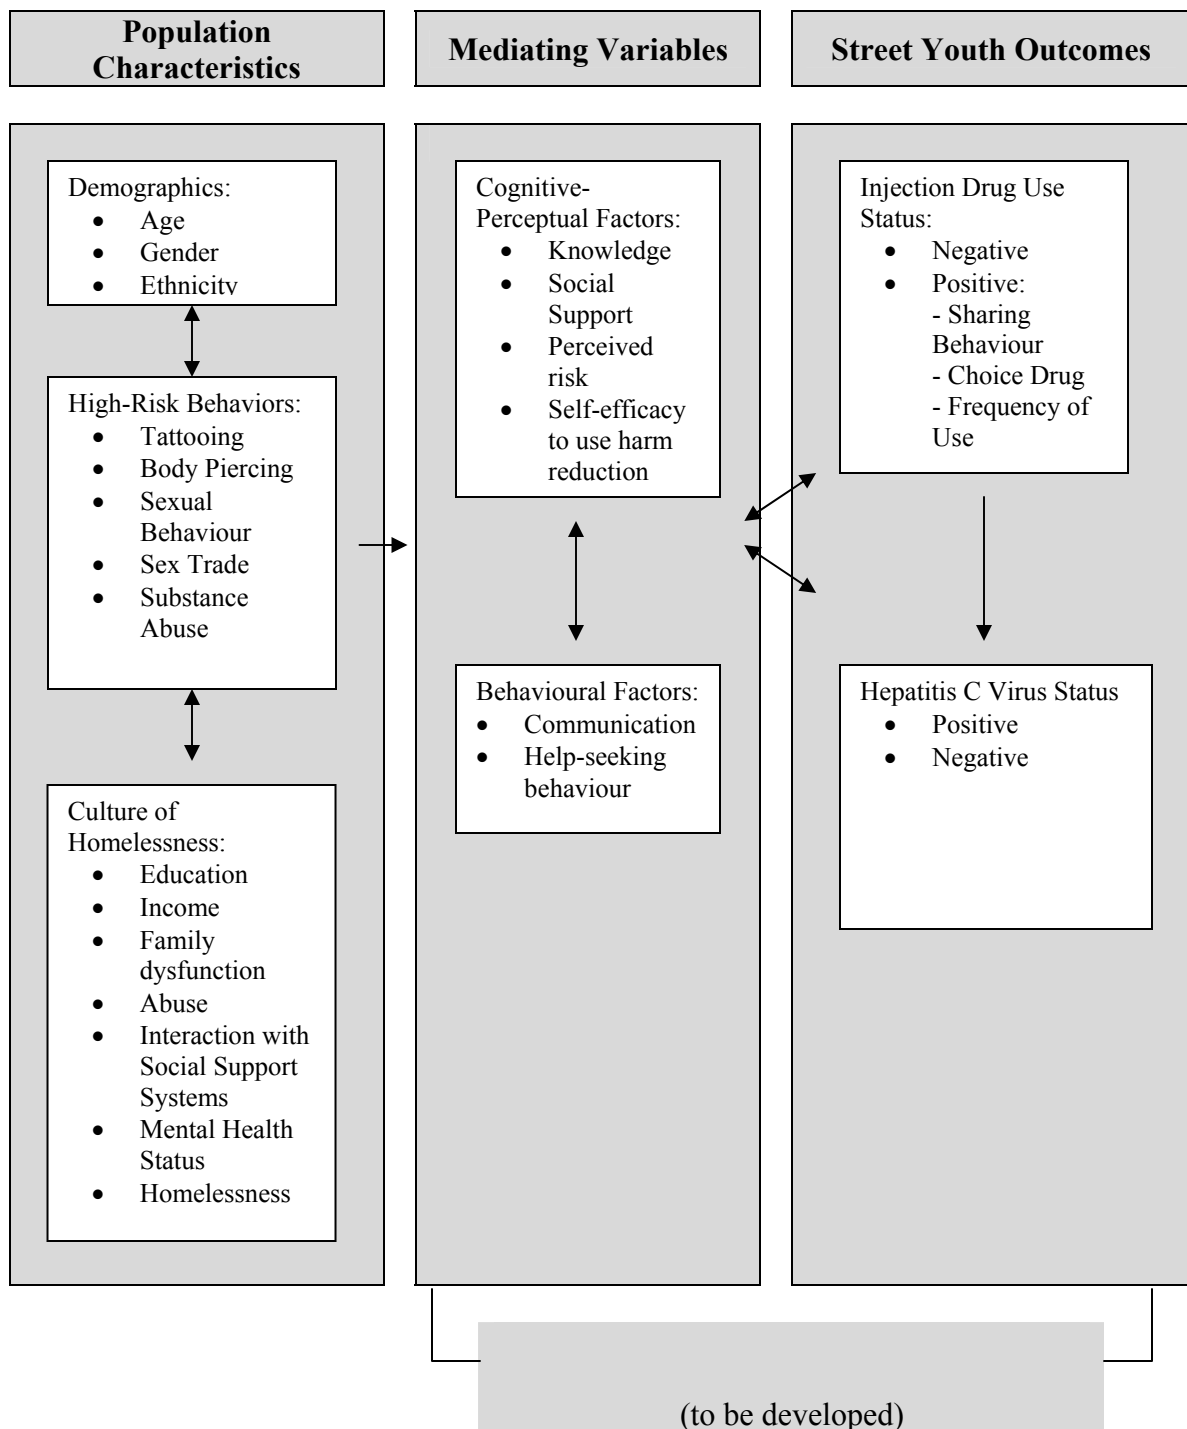 Population
Characteristics
Mediating Variables
Street Youth Outcomes
Demographics:
• Age
• Gender
• Ethnicity
High-Risk Behaviors:
• Tattooing
• Body Piercing
• Sexual
Behaviour
• Sex Trade
• Substance
Abuse
Culture of
Homelessness:
• Education
• Income
• Family
dysfunction
• Abuse
• Interaction with
Social Support
Systems
• Mental Health
Status
• Homelessness
Cognitive-
Perceptual Factors:
• Knowledge
• Social
Support
• Perceived
risk
• Self-efficacy
to use harm
reduction
Behavioural Factors:
• Communication
• Help-seeking
behaviour
Injection Drug Use
Status:
• Negative
• Positive:
- Sharing
Behaviour
- Choice Drug
- Frequency of
Use
Hepatitis C Virus Status
• Positive
• Negative
(to be developed)